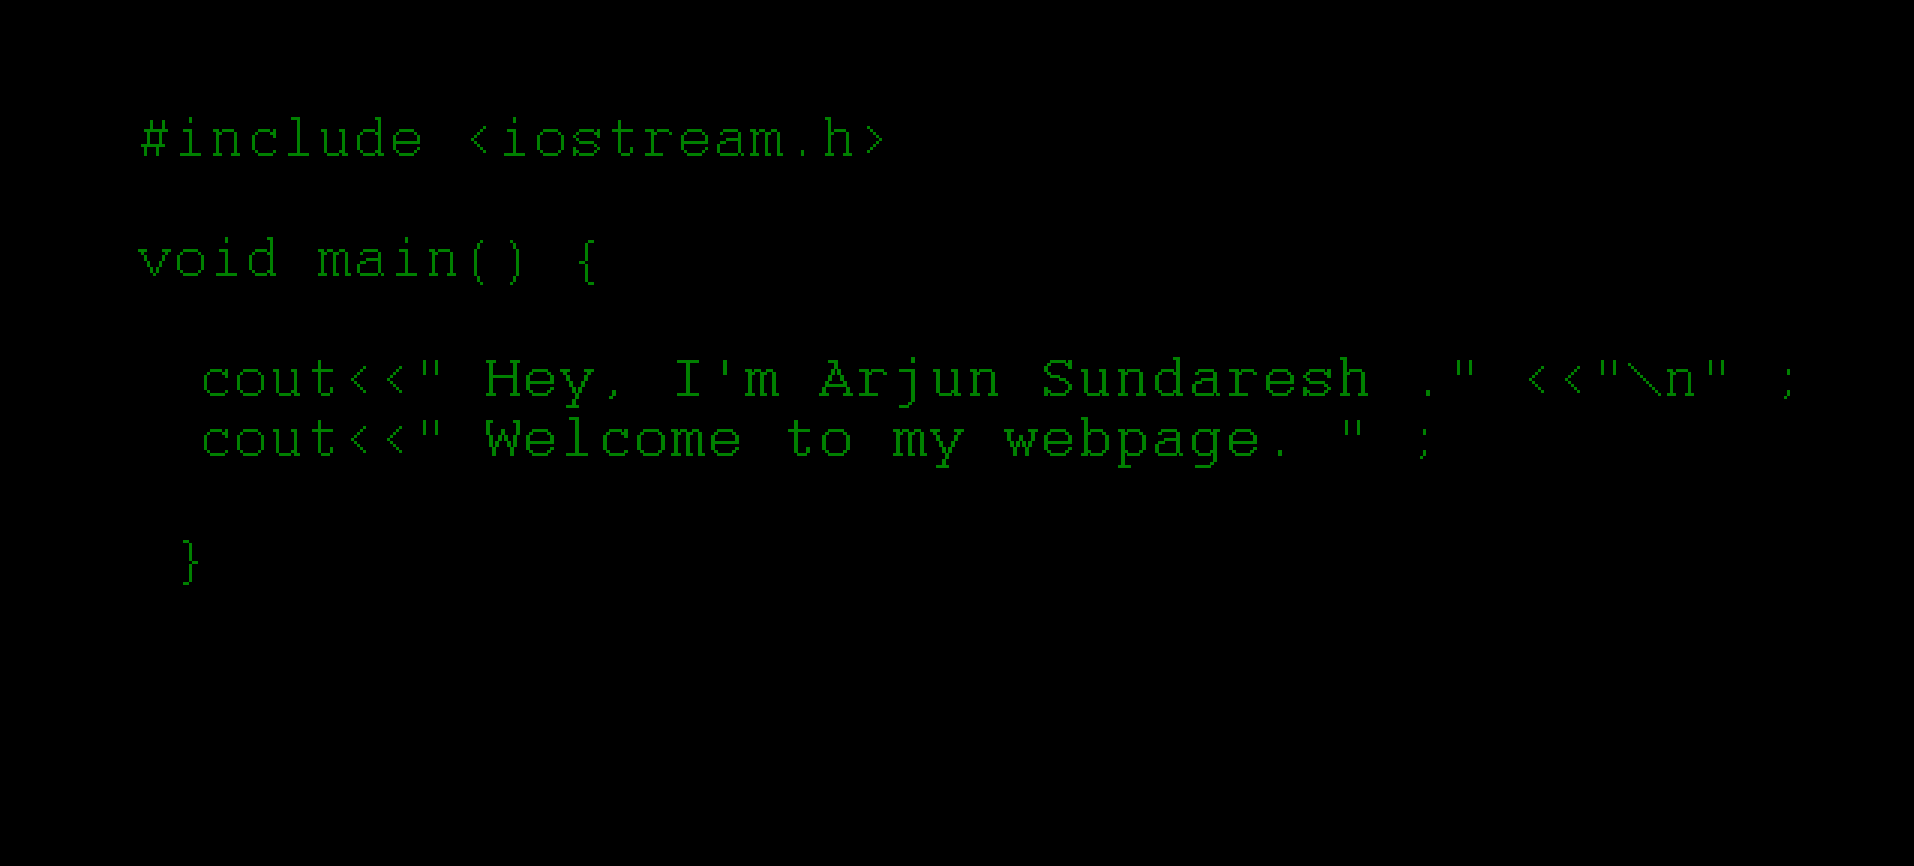 #include <iostream.h>
void main() {
cout<<" Hey, I'm Arjun Sundaresh ." <<"\n" ;
cout<<" Welcome to my webpage. " ;
}